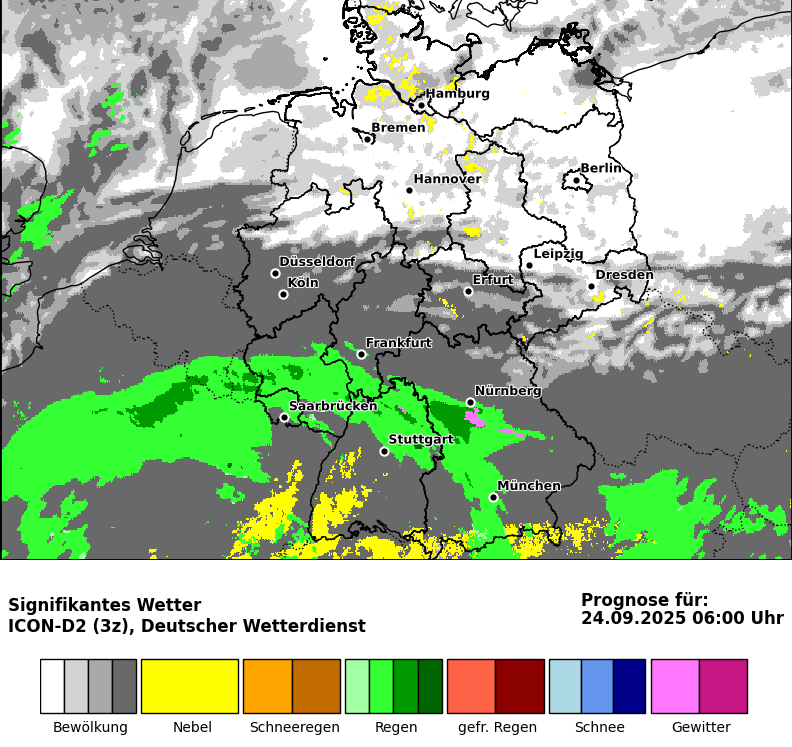 Hamburg
Bremen
Berlin
Hannover
Leipzig
Düsseldorf
Dresden
Köln
Erfurt
Frankfurt
Nürnberg
Saarbrücken
Stuttgart
München
Signifikantes Wetter
ICON-D2 (3z), Deutscher Wetterdienst
Prognose für:
24.09.2025 06:00 Uhr
Bewölkung Nebel Schneeregen Regen gefr. Regen Schnee Gewitter